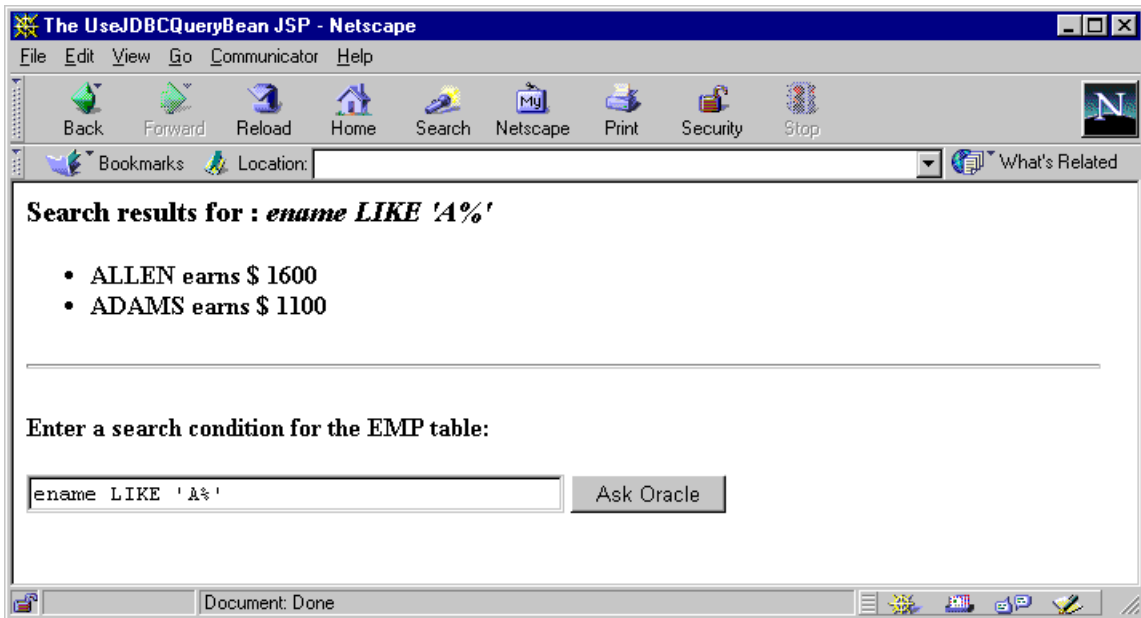 The UseJDBCQueryBean JSP - Netscape
File Edit View Go Communicator Help
Back Forward Reload Home Search My Netscape Print Security Stop N
Bookmarks Location: What's Related
Search results for : ename LIKE 'A%'
• ALLEN earns $ 1600
• ADAMS earns $ 1100
Enter a search condition for the EMP table:
ename LIKE 'A%' Ask Oracle
Document: Done